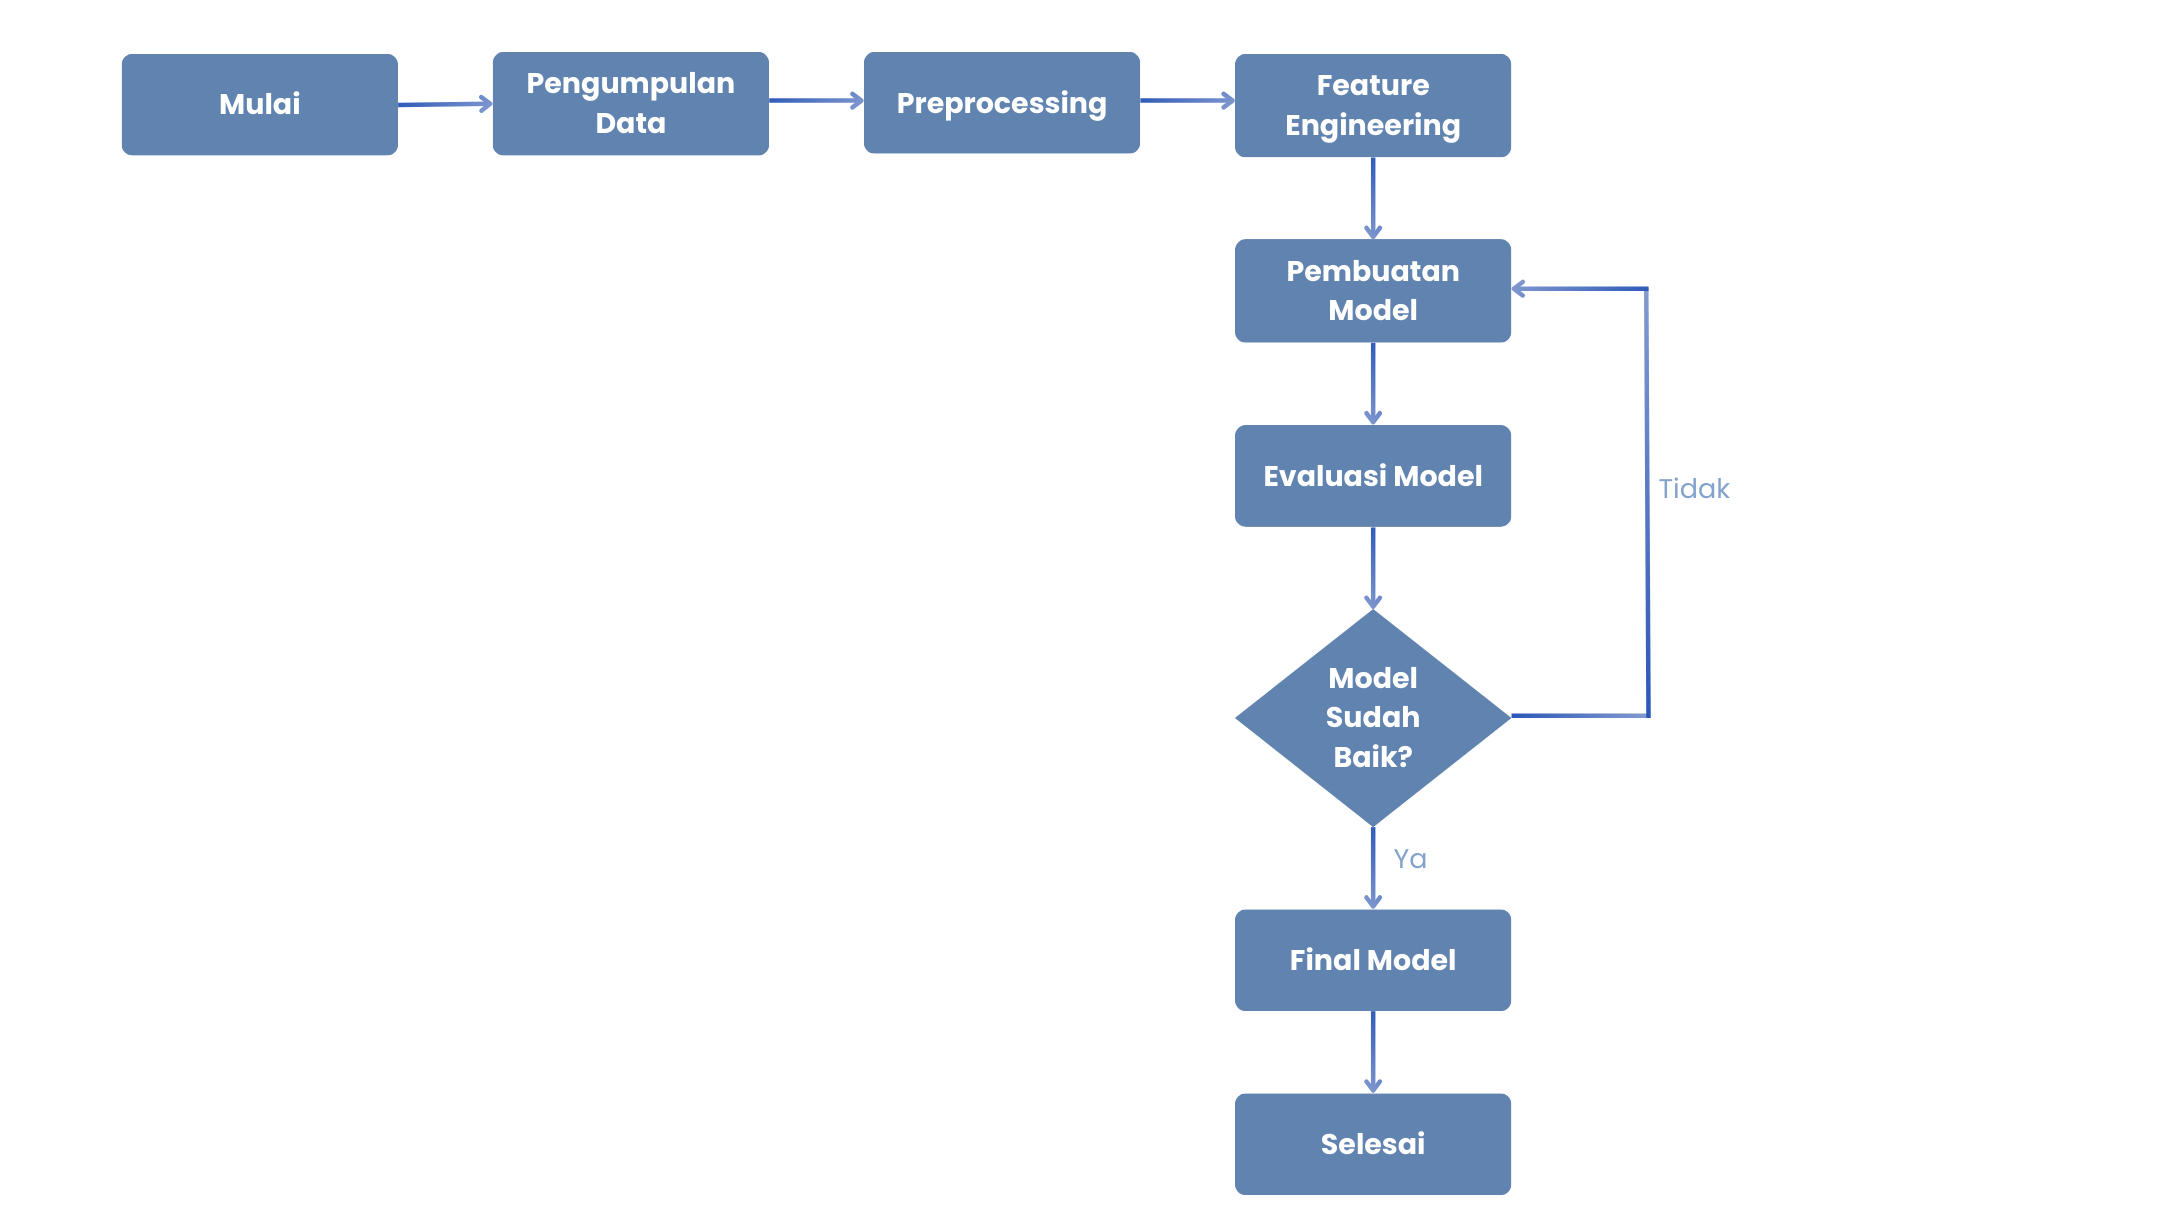 Mulai
Pengumpulan
Data
Preprocessing
Feature
Engineering
Pembuatan
Model
Evaluasi Model
Tidak
Model
Sudah
Baik?
Ya
Final Model
Selesai